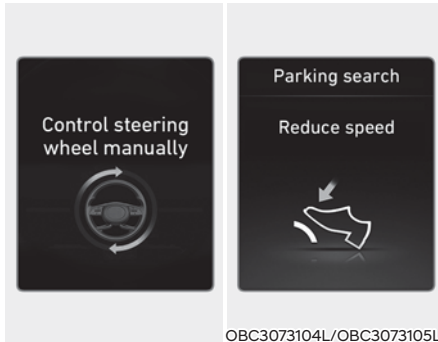 Control steering
wheel manually
Parking search
Reduce speed
OBC3073104L/OBC3073105L